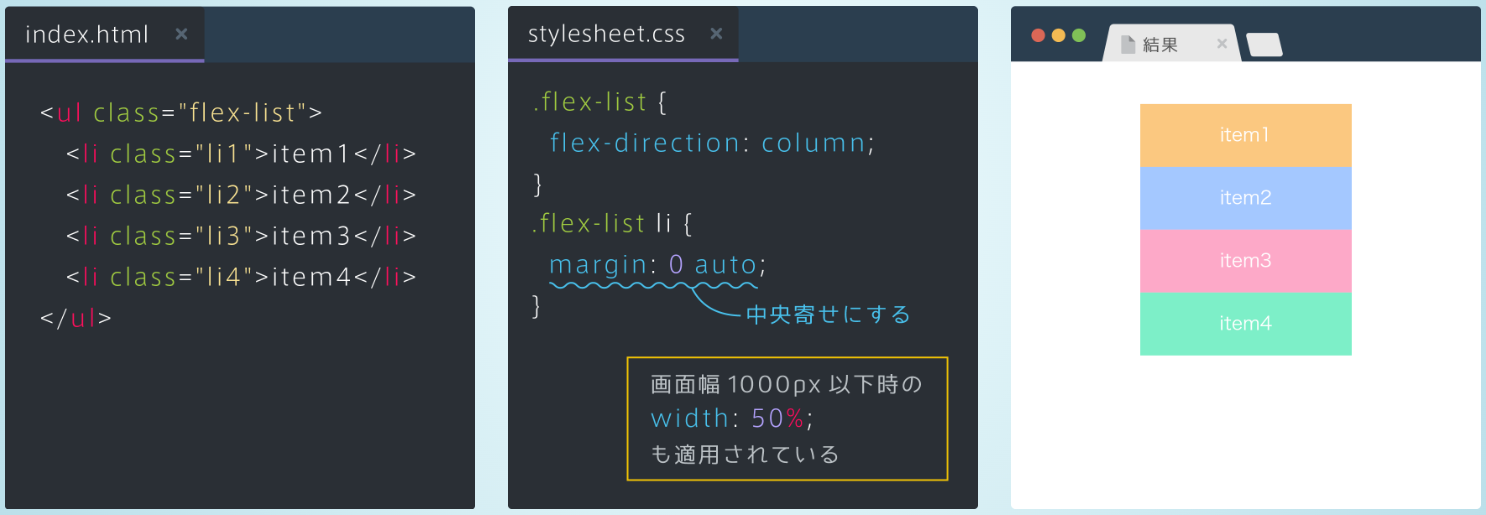 index.html ×
<ul class="flex-list">
<li class="li1">item1</li>
<li class="li2">item2</li>
<li class="li3">item3</li>
<li class="li4">item4</li>
</ul>
stylesheet.css ×
.flex-list {
flex-direction: column;
}
.flex-list li {
margin: 0 auto;
}
中央寄せにする
画面幅 1000px 以下時の
width: 50%;
も適用されている
結果 ×
item1
item2
item3
item4